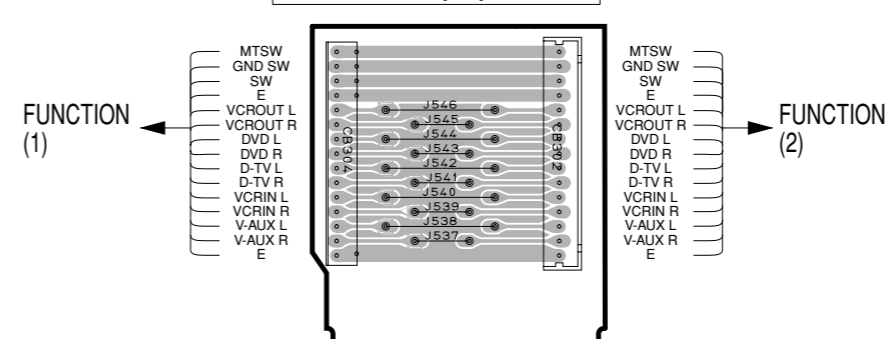 MTSW
GND SW
SW
E
VCROUT L
VCROUT R
DVD L
DVD R
D-TV L
D-TV R
VCRIN L
VCRIN R
V-AUX L
V-AUX R
E
FUNCTION
(1)
CB304
J546
J545
J544
J543
J542
J541
J540
J539
J538
J537
CB302
MTSW
GND SW
SW
E
VCROUT L
VCROUT R
DVD L
DVD R
D-TV L
D-TV R
VCRIN L
VCRIN R
V-AUX L
V-AUX R
E
FUNCTION
(2)